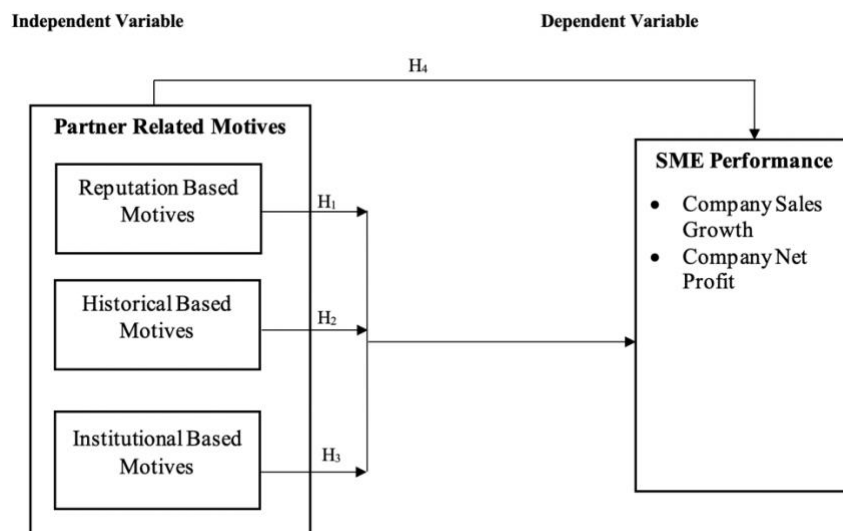 Independent Variable
Dependent Variable
H₄
Partner Related Motives
Reputation Based
Motives
H₁
Historical Based
Motives
H₂
Institutional Based
Motives
H₃
SME Performance
• Company Sales
Growth
• Company Net
Profit